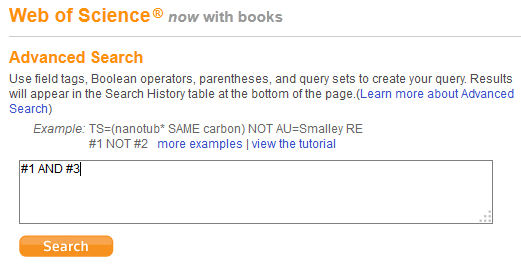 Web of Science® now with books
Advanced Search
Use field tags, Boolean operators, parentheses, and query sets to create your query. Results
will appear in the Search History table at the bottom of the page.(Learn more about Advanced
Search)
Example: TS=(nanotub* SAME carbon) NOT AU=Smalley RE
#1 NOT #2 more examples | view the tutorial
#1 AND #3
Search